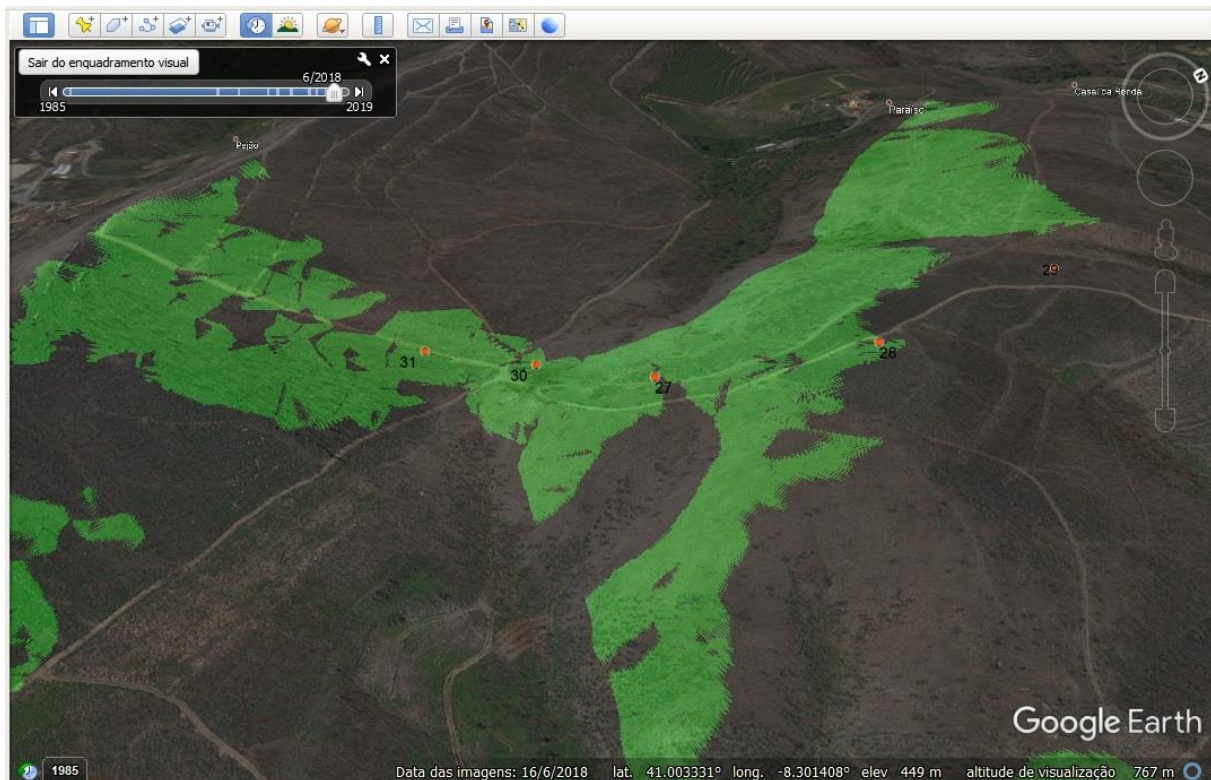 Sair do enquadramento visual
6/2018
1985 2019
Paraiso
Casal da Renda
Pejão
29
28
31
30
27
Google Earth
1985
Data das imagens: 16/6/2018 lat. 41.003331° long. -8.301408° elev 449 m altitude de visualização 767 m